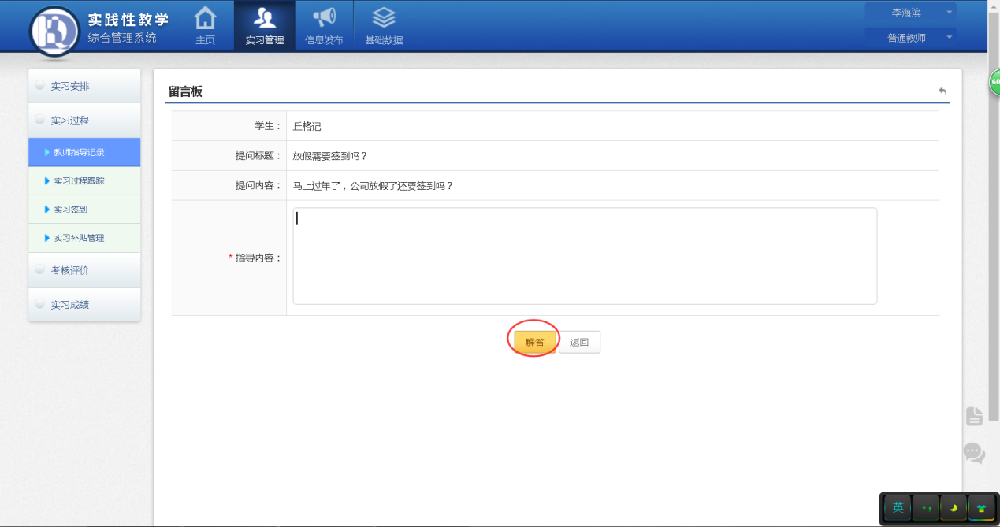 实践性教学
综合管理系统
主页
实习管理
信息发布
基础数据
李海滨
普通教师
实习安排
实习过程
教师指导记录
实习过程跟踪
实习签到
实习补贴管理
考核评价
实习成绩
留言板
学生： 丘格记
提问标题： 放假需要签到吗？
提问内容： 马上过年了，公司放假了还要签到吗？
*指导内容：
解答 返回
60
英